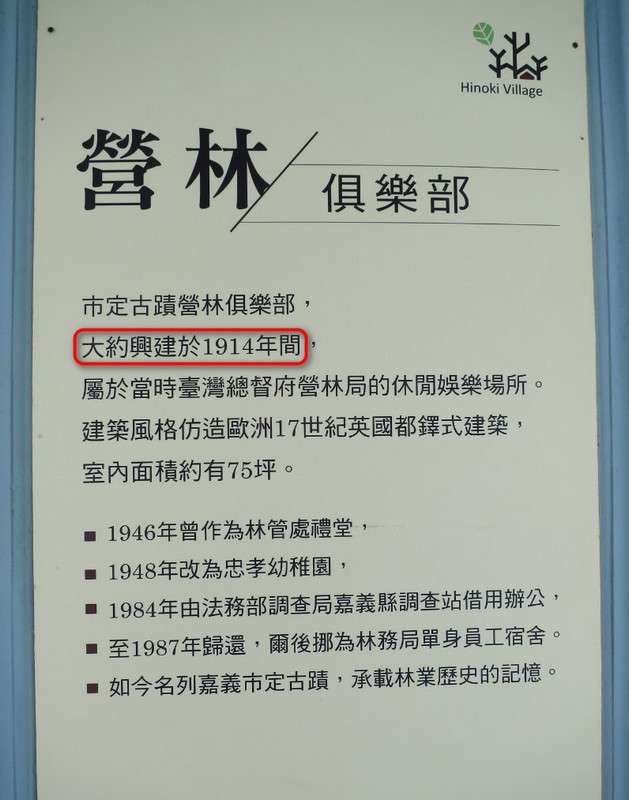 Hinoki Village
營林
俱樂部
市定古蹟營林俱樂部，
大約興建於1914年間，
屬於當時臺灣總督府營林局的休閒娛樂場所。
建築風格仿造歐洲17世紀英國都鐸式建築，
室內面積約有75坪。
■ 1946年曾作為林管處禮堂，
■ 1948年改為忠孝幼稚園，
■ 1984年由法務部調查局嘉義縣調查站借用辦公，
■ 至1987年歸還，爾後挪為林務局單身員工宿舍。
■ 如今名列嘉義市定古蹟，承載林業歷史的記憶。